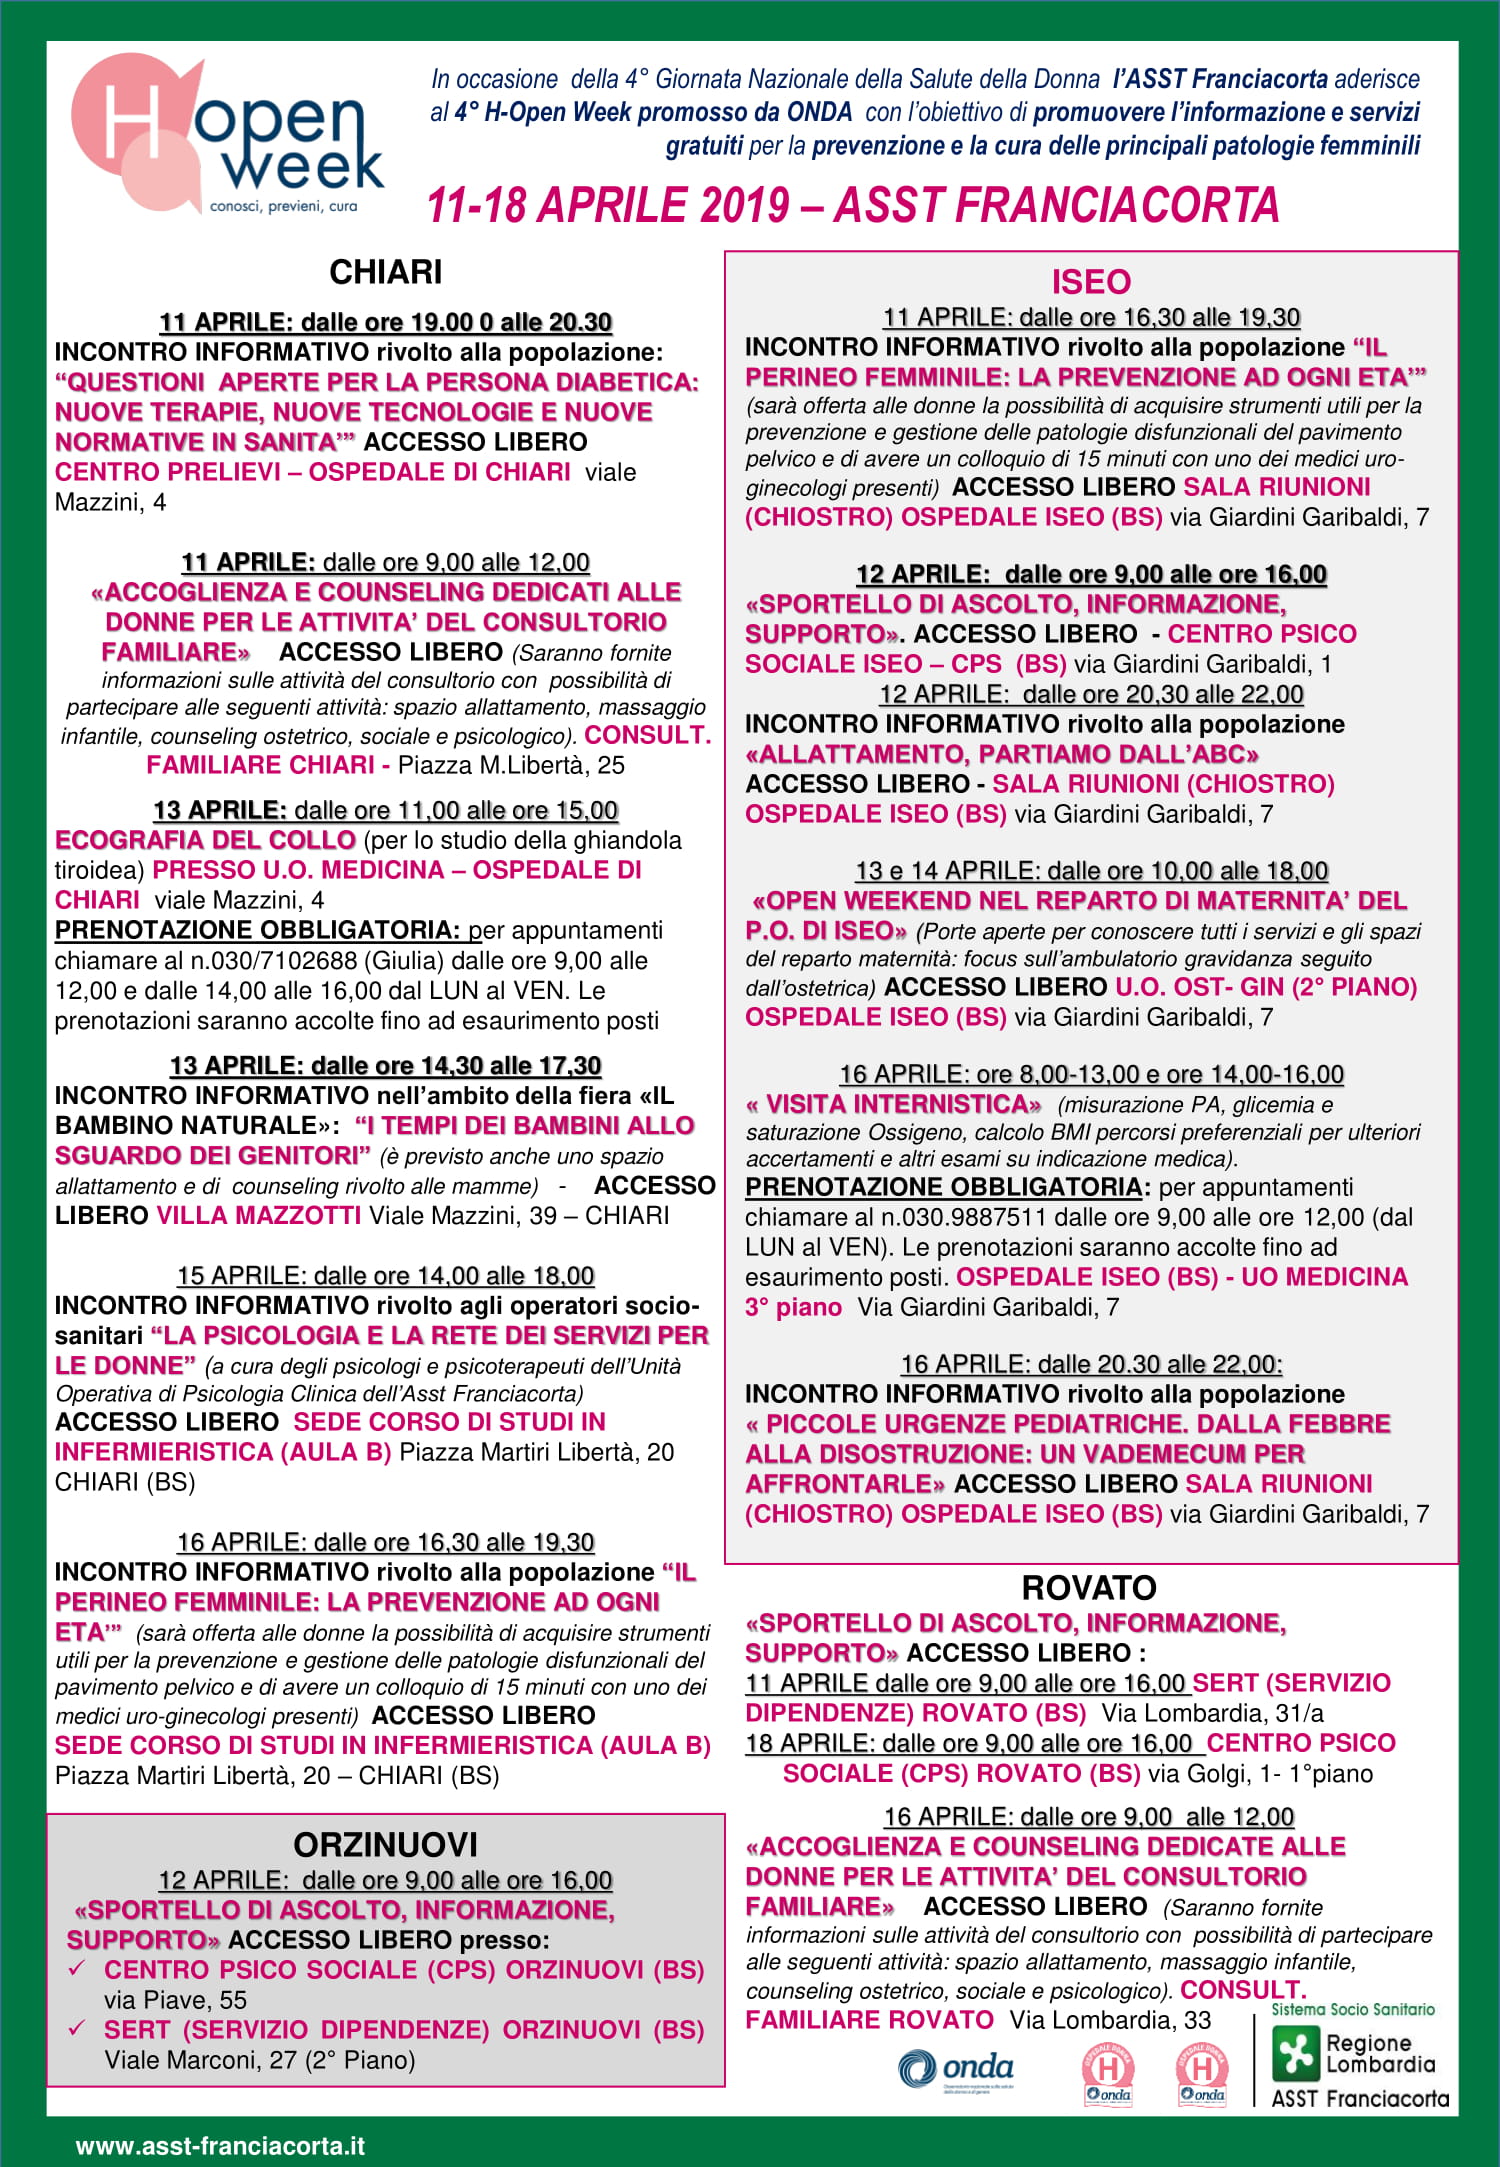 H open
week
conosci, previeni, cura
In occasione della 4° Giornata Nazionale della Salute della Donna l'ASST Franciacorta aderisce
al 4° H-Open Week promosso da ONDA con l'obiettivo di promuovere l'informazione e servizi
gratuiti per la prevenzione e la cura delle principali patologie femminili
11-18 APRILE 2019 – ASST FRANCIACORTA
CHIARI
11 APRILE: dalle ore 19.00 0 alle 20.30
INCONTRO INFORMATIVO rivolto alla popolazione:
“QUESTIONI APERTE PER LA PERSONA DIABETICA:
NUOVE TERAPIE, NUOVE TECNOLOGIE E NUOVE
NORMATIVE IN SANITA’” ACCESSO LIBERO
CENTRO PRELIEVI – OSPEDALE DI CHIARI viale
Mazzini, 4
11 APRILE: dalle ore 9,00 alle 12,00
«ACCOGLIENZA E COUNSELING DEDICATI ALLE
DONNE PER LE ATTIVITA’ DEL CONSULTORIO
FAMILIARE» ACCESSO LIBERO (Saranno fornite
informazioni sulle attività del consultorio con possibilità di
partecipare alle seguenti attività: spazio allattamento, massaggio
infantile, counseling ostetrico, sociale e psicologico). CONSULT.
FAMILIARE CHIARI - Piazza M.Libertà, 25
13 APRILE: dalle ore 11,00 alle ore 15,00
ECOGRAFIA DEL COLLO (per lo studio della ghiandola
tiroidea) PRESSO U.O. MEDICINA – OSPEDALE DI
CHIARI viale Mazzini, 4
PRENOTAZIONE OBBLIGATORIA: per appuntamenti
chiamare al n.030/7102688 (Giulia) dalle ore 9,00 alle
12,00 e dalle 14,00 alle 16,00 dal LUN al VEN. Le
prenotazioni saranno accolte fino ad esaurimento posti
13 APRILE: dalle ore 14,30 alle 17,30
INCONTRO INFORMATIVO nell’ambito della fiera «IL
BAMBINO NATURALE»: “I TEMPI DEI BAMBINI ALLO
SGUARDO DEI GENITORI” (è previsto anche uno spazio
allattamento e di counseling rivolto alle mamme) - ACCESSO
LIBERO VILLA MAZZOTTI Viale Mazzini, 39 – CHIARI
15 APRILE: dalle ore 14,00 alle 18,00
INCONTRO INFORMATIVO rivolto agli operatori socio-
sanitari “LA PSICOLOGIA E LA RETE DEI SERVIZI PER
LE DONNE” (a cura degli psicologi e psicoterapeuti dell’Unità
Operativa di Psicologia Clinica dell’Asst Franciacorta)
ACCESSO LIBERO SEDE CORSO DI STUDI IN
INFERMIERISTICA (AULA B) Piazza Martiri Libertà, 20
CHIARI (BS)
16 APRILE: dalle ore 16,30 alle 19,30
INCONTRO INFORMATIVO rivolto alla popolazione “IL
PERINEO FEMMINILE: LA PREVENZIONE AD OGNI
ETA’” (sarà offerta alle donne la possibilità di acquisire strumenti
utili per la prevenzione e gestione delle patologie disfunzionali del
pavimento pelvico e di avere un colloquio di 15 minuti con uno dei
medici uro-ginecologi presenti) ACCESSO LIBERO
SEDE CORSO DI STUDI IN INFERMIERISTICA (AULA B)
Piazza Martiri Libertà, 20 – CHIARI (BS)
ORZINUOVI
12 APRILE: dalle ore 9,00 alle ore 16,00
«SPORTELLO DI ASCOLTO, INFORMAZIONE,
SUPPORTO» ACCESSO LIBERO presso:
✓ CENTRO PSICO SOCIALE (CPS) ORZINUOVI (BS)
via Piave, 55
✓ SERT (SERVIZIO DIPENDENZE) ORZINUOVI (BS)
Viale Marconi, 27 (2° Piano)
ISEO
11 APRILE: dalle ore 16,30 alle 19,30
INCONTRO INFORMATIVO rivolto alla popolazione “IL
PERINEO FEMMINILE: LA PREVENZIONE AD OGNI ETA’”
(sarà offerta alle donne la possibilità di acquisire strumenti utili per la
prevenzione e gestione delle patologie disfunzionali del pavimento
pelvico e di avere un colloquio di 15 minuti con uno dei medici uro-
ginecologi presenti) ACCESSO LIBERO SALA RIUNIONI
(CHIOSTRO) OSPEDALE ISEO (BS) via Giardini Garibaldi, 7
12 APRILE: dalle ore 9,00 alle ore 16,00
«SPORTELLO DI ASCOLTO, INFORMAZIONE,
SUPPORTO». ACCESSO LIBERO - CENTRO PSICO
SOCIALE ISEO – CPS (BS) via Giardini Garibaldi, 1
12 APRILE: dalle ore 20,30 alle 22,00
INCONTRO INFORMATIVO rivolto alla popolazione
«ALLATTAMENTO, PARTIAMO DALL’ABC»
ACCESSO LIBERO - SALA RIUNIONI (CHIOSTRO)
OSPEDALE ISEO (BS) via Giardini Garibaldi, 7
13 e 14 APRILE: dalle ore 10,00 alle 18,00
«OPEN WEEKEND NEL REPARTO DI MATERNITA’ DEL
P.O. DI ISEO» (Porte aperte per conoscere tutti i servizi e gli spazi
del reparto maternità: focus sull’ambulatorio gravidanza seguito
dall’ostetrica) ACCESSO LIBERO U.O. OST- GIN (2° PIANO)
OSPEDALE ISEO (BS) via Giardini Garibaldi, 7
16 APRILE: ore 8,00-13,00 e ore 14,00-16,00
« VISITA INTERNISTICA» (misurazione PA, glicemia e
saturazione Ossigeno, calcolo BMI percorsi preferenziali per ulteriori
accertamenti e altri esami su indicazione medica).
PRENOTAZIONE OBBLIGATORIA: per appuntamenti
chiamare al n.030.9887511 dalle ore 9,00 alle ore 12,00 (dal
LUN al VEN). Le prenotazioni saranno accolte fino ad
esaurimento posti. OSPEDALE ISEO (BS) - UO MEDICINA
3° piano Via Giardini Garibaldi, 7
16 APRILE: dalle 20.30 alle 22,00:
INCONTRO INFORMATIVO rivolto alla popolazione
« PICCOLE URGENZE PEDIATRICHE. DALLA FEBBRE
ALLA DISOSTRUZIONE: UN VADEMECUM PER
AFFRONTARLE» ACCESSO LIBERO SALA RIUNIONI
(CHIOSTRO) OSPEDALE ISEO (BS) via Giardini Garibaldi, 7
ROVATO
«SPORTELLO DI ASCOLTO, INFORMAZIONE,
SUPPORTO» ACCESSO LIBERO :
11 APRILE dalle ore 9,00 alle ore 16,00 SERT (SERVIZIO
DIPENDENZE) ROVATO (BS) Via Lombardia, 31/a
18 APRILE: dalle ore 9,00 alle ore 16,00 CENTRO PSICO
SOCIALE (CPS) ROVATO (BS) via Golgi, 1- 1°piano
16 APRILE: dalle ore 9,00 alle 12,00
«ACCOGLIENZA E COUNSELING DEDICATE ALLE
DONNE PER LE ATTIVITA’ DEL CONSULTORIO
FAMILIARE» ACCESSO LIBERO (Saranno fornite
informazioni sulle attività del consultorio con possibilità di partecipare
alle seguenti attività: spazio allattamento, massaggio infantile,
counseling ostetrico, sociale e psicologico). CONSULT.
FAMILIARE ROVATO Via Lombardia, 33
onda
OSPEDALE DONNA
H
onda
OSPEDALE DONNA
H
onda
Sistema Socio Sanitario
Regione
Lombardia
ASST Franciacorta
www.asst-franciacorta.it